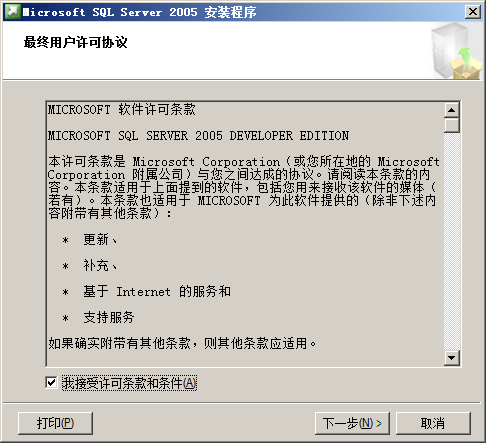 Microsoft SQL Server 2005 安装程序
最终用户许可协议
MICROSOFT 软件许可条款
MICROSOFT SQL SERVER 2005 DEVELOPER EDITION
本许可条款是 Microsoft Corporation（或您所在地的 Microsoft
Corporation 附属公司）与您之间达成的协议。请阅读本条款的内
容。本条款适用于上面提到的软件，包括您用来接收该软件的媒体（
若有）。本条款也适用于 MICROSOFT 为此软件提供的（除非下述内
容附带有其他条款）：
* 更新、
* 补充、
* 基于 Internet 的服务和
* 支持服务
如果确实附带有其他条款，则其他条款应适用。
我接受许可条款和条件(A)
打印(P)
下一步(N) >
取消